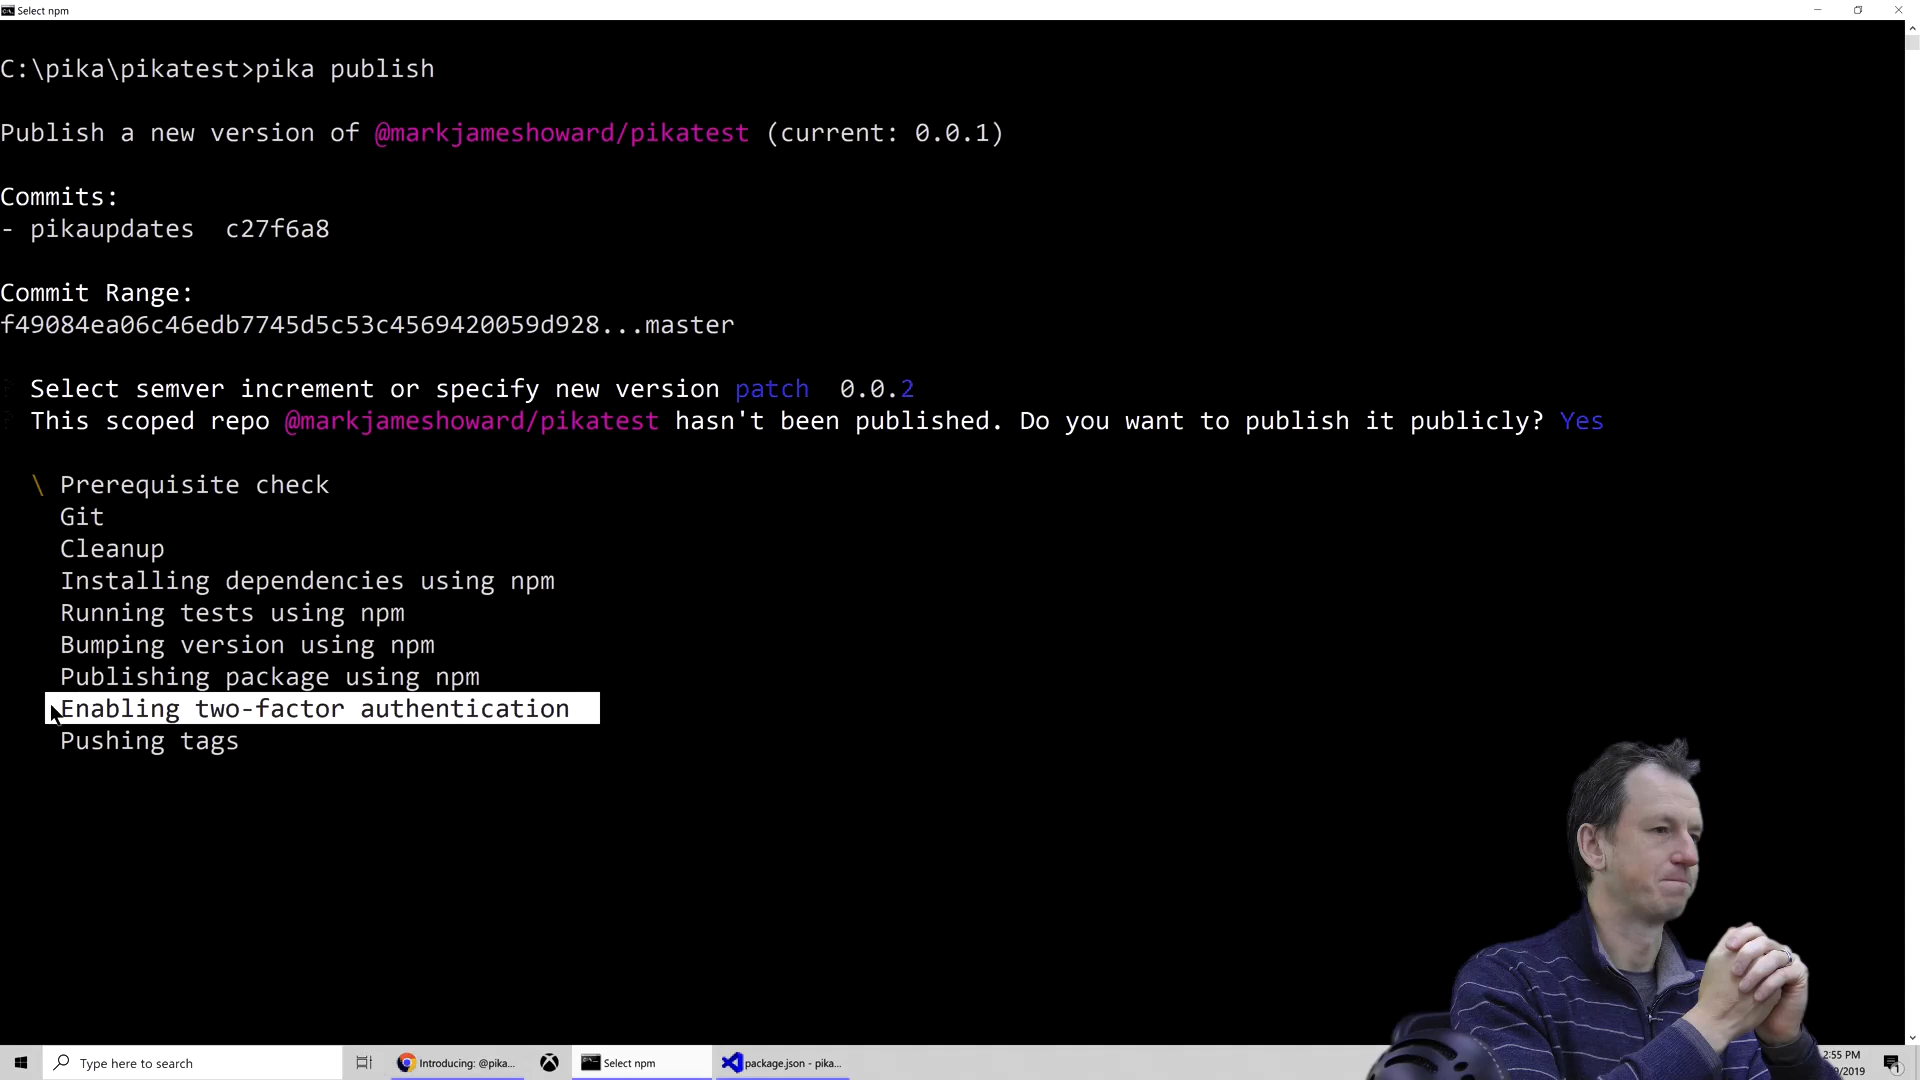 Select npm
C:\pika\pikatest>pika publish
Publish a new version of @markjameshoward/pikatest (current: 0.0.1)
Commits:
- pikaupdates  c27f6a8
Commit Range:
f49084ea06c46edb7745d5c53c4569420059d928...master
Select semver increment or specify new version patch  0.0.2
This scoped repo @markjameshoward/pikatest hasn't been published. Do you want to publish it publicly? Yes
\ Prerequisite check
Git
Cleanup
Installing dependencies using npm
Running tests using npm
Bumping version using npm
Publishing package using npm
Enabling two-factor authentication
Pushing tags
Type here to search
Introducing: @pika...
Select npm
package.json - pika...
2:55 PM
/2019
1